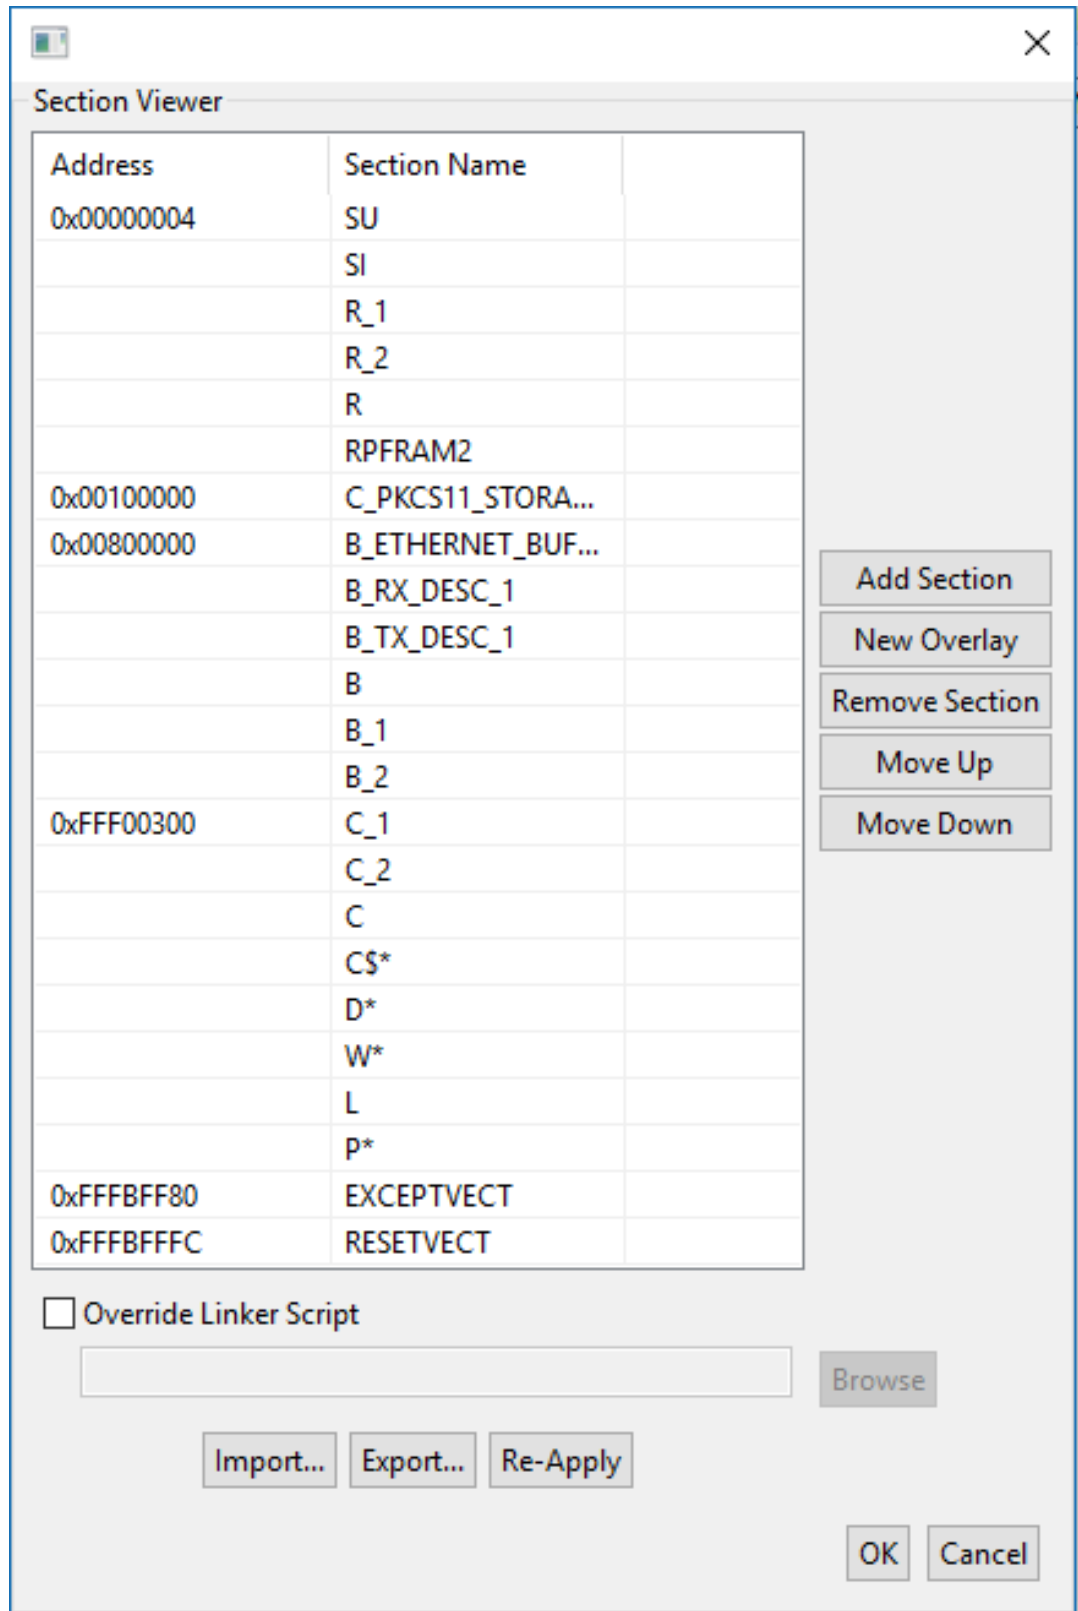 Section Viewer
Address Section Name
0x00000004 SU
SI
R_1
R_2
R
RPFRAM2
0x00100000 C_PKCS11_STORA...
0x00800000 B_ETHERNET_BUF...
B_RX_DESC_1
B_TX_DESC_1
B
B_1
B_2
0xFFF00300 C_1
C_2
C
C$*
D*
W*
L
P*
0xFFFBFF80 EXCEPTVECT
0xFFFBFFFC RESETVECT
Add Section
New Overlay
Remove Section
Move Up
Move Down
Override Linker Script
Browse
Import... Export... Re-Apply
OK Cancel